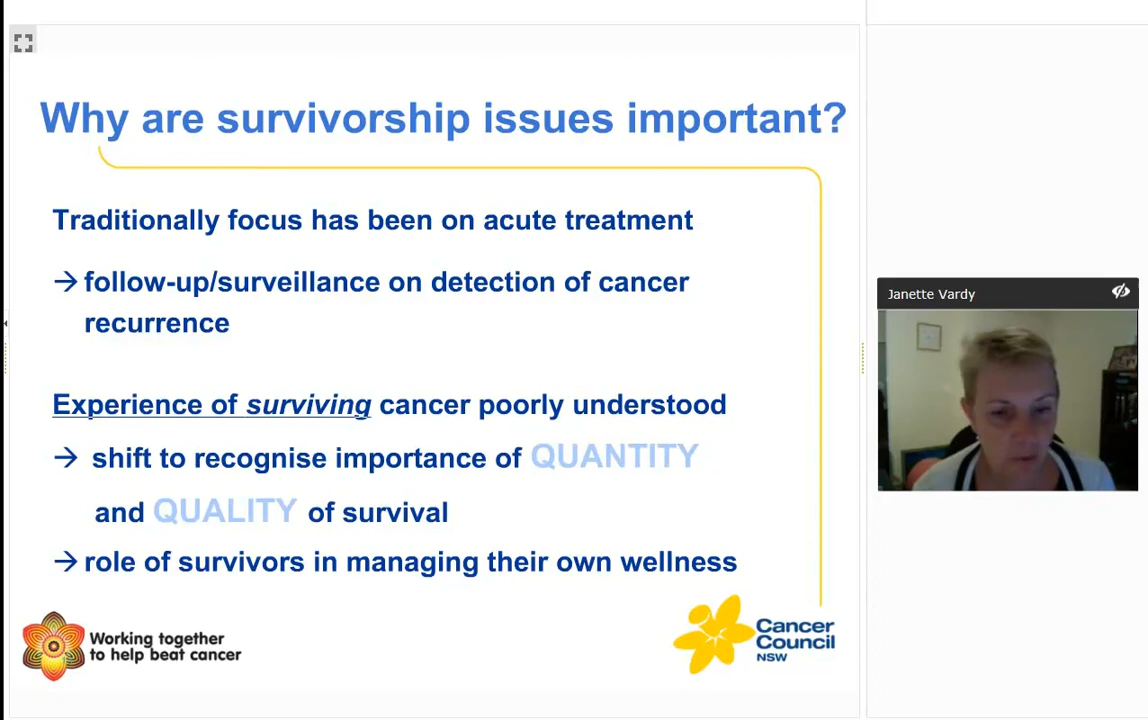 Why are survivorship issues important?
Traditionally focus has been on acute treatment
→ follow-up/surveillance on detection of cancer
recurrence
Experience of surviving cancer poorly understood
→ shift to recognise importance of QUANTITY
and QUALITY of survival
→ role of survivors in managing their own wellness
Working together
to help beat cancer
Cancer
Council
NSW
Janette Vardy